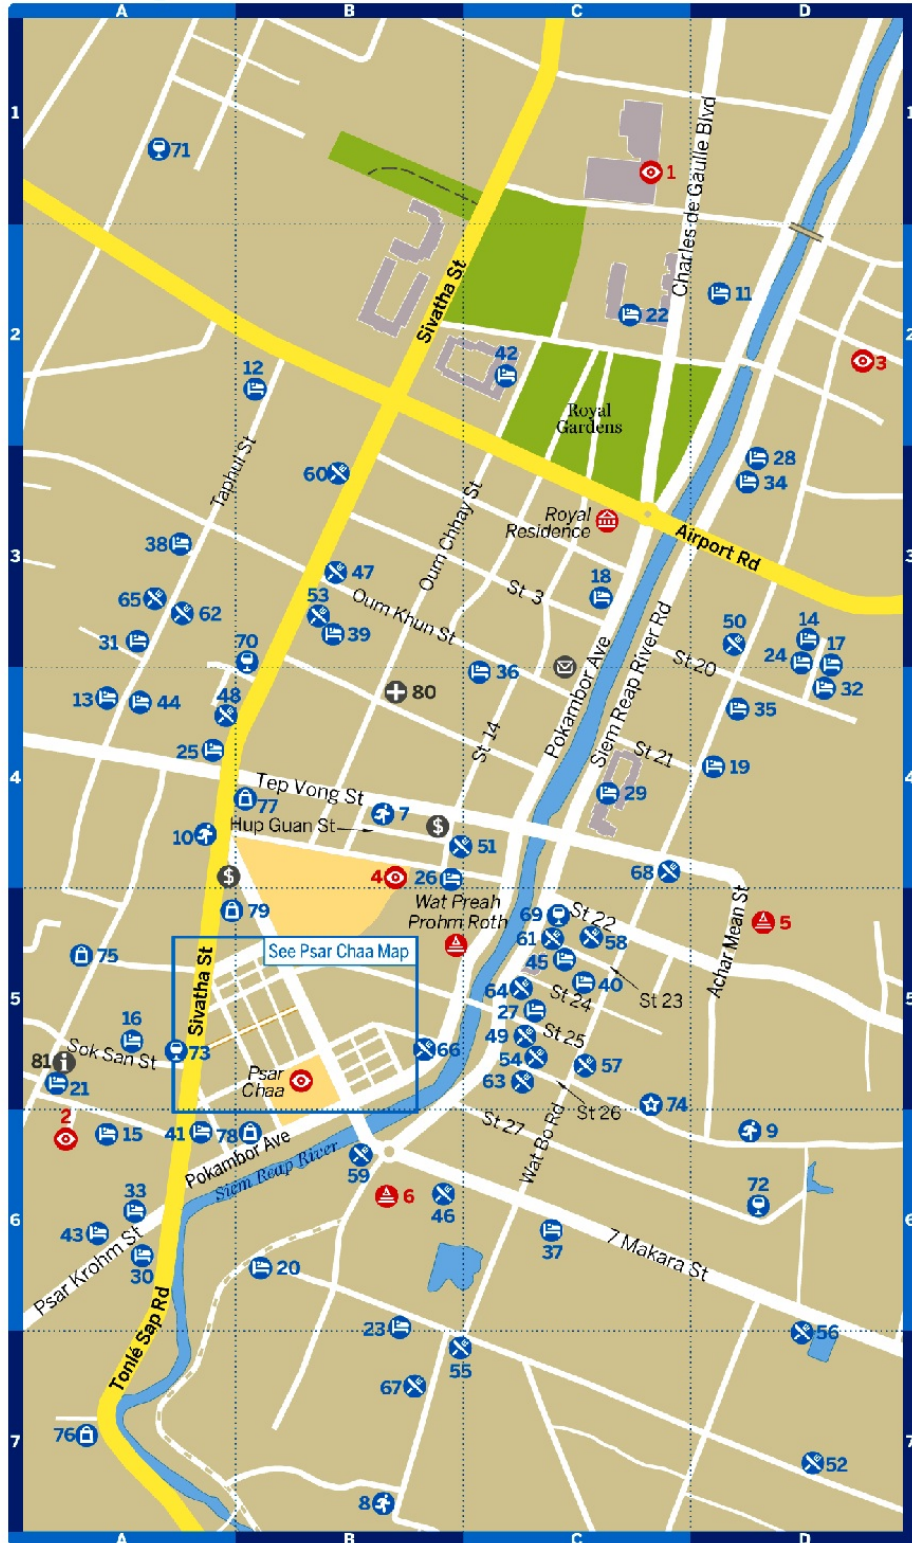 A B C D
1
1
71
1
Charles de Gaulle Blvd
Sivatha St
11
22
2
2
42
3
12
Royal
Gardens
Taphul St
60
28
34
Oum Chhay St
Royal
Residence
Airport Rd
38
3
3
47
18
St 3
65
62
53
Oum Khun St
39
31
50
14
17
24
70
36
St 20
Pokambor Ave
Siem Reap River Rd
32
13
44
48
80
35
St 14
25
St 21
19
4
4
Tep Vong St
29
77
7
10
Hup Guan St
$
51
68
$
4
26
Wat Preah
Prohm Roth
79
69
St 22
5
Achar Mean St
61
58
See Psar Chaa Map
75
45
Sivatha St
64
40
St 23
St 24
5
5
27
16
49
St 25
81
i
Sok San St
73
66
54
57
Psar
Chaa
63
21
St 26
74
2
15
41
78
Pokambor Ave
St 27
Wat Bo Rd
9
Siem Reap River
59
72
6
46
33
6
6
43
37
7 Makara St
Psar Krohm St
30
20
Tonlé Sap Rd
23
56
55
67
76
7
7
52
8
A B C D